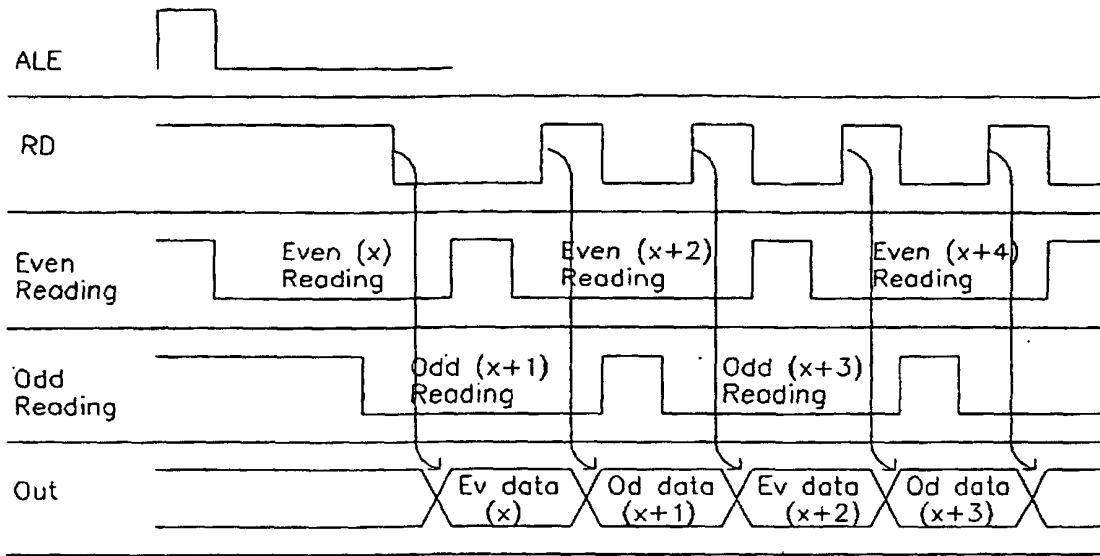 ALE
RD
Even
Reading
Even (x)
Reading
Even (x+2)
Reading
Even (x+4)
Reading
Odd
Reading
Odd (x+1)
Reading
Odd (x+3)
Reading
Out
Ev data
(x)
Od data
(x+1)
Ev data
(x+2)
Od data
(x+3)